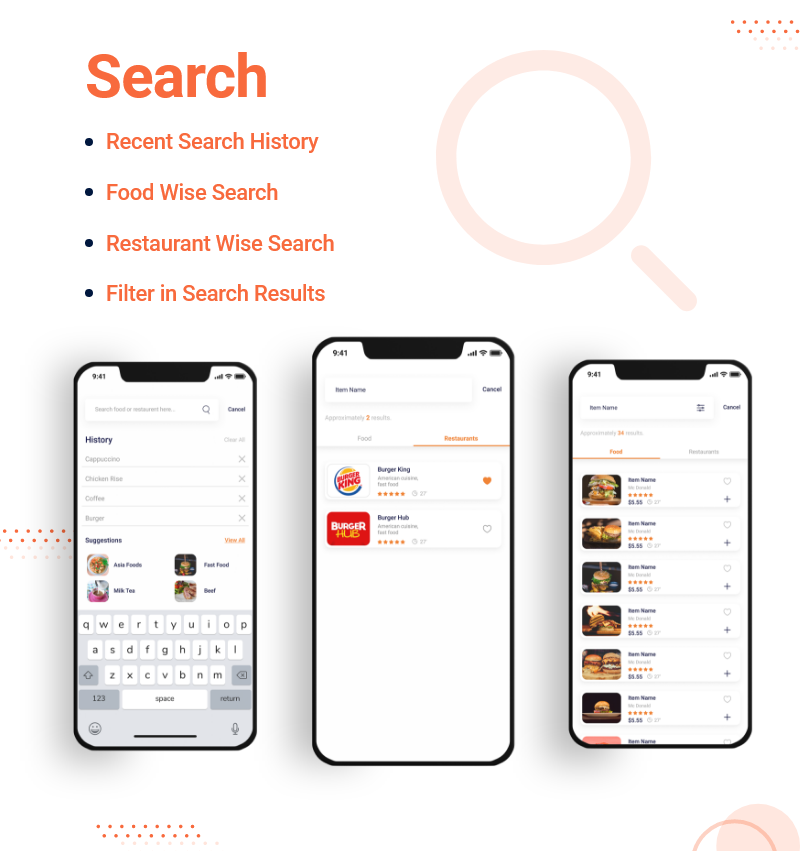 Search
Recent Search History
Food Wise Search
Restaurant Wise Search
Filter in Search Results
9:41
Search food or restaurent here...
Cancel
History
Clear All
Cappuccino
Chicken Rise
Coffee
Burger
Suggestions
View All
Asia Foods
Fast Food
Milk Tea
Beef
q w e r t y u i o p
a s d f g h j k l
z x c v b n m
123
space
return
9:41
Item Name
Cancel
Approximately 2 results
Food
Restaurants
BURGER
KING
Burger King
American cuisine,
fast food
27'
BURGER
HUB
Burger Hub
American cuisine,
fast food
27'
9:41
Item Name
Cancel
Approximately 34 results
Food
Restaurants
Item Name
Mc Donald
$5.55
27'
Item Name
Mc Donald
$5.55
27'
Item Name
Mc Donald
$5.55
27'
Item Name
Mc Donald
$5.55
27'
Item Name
Mc Donald
$5.55
27'
Item Name
Mc Donald
$5.55
27'
Item Name